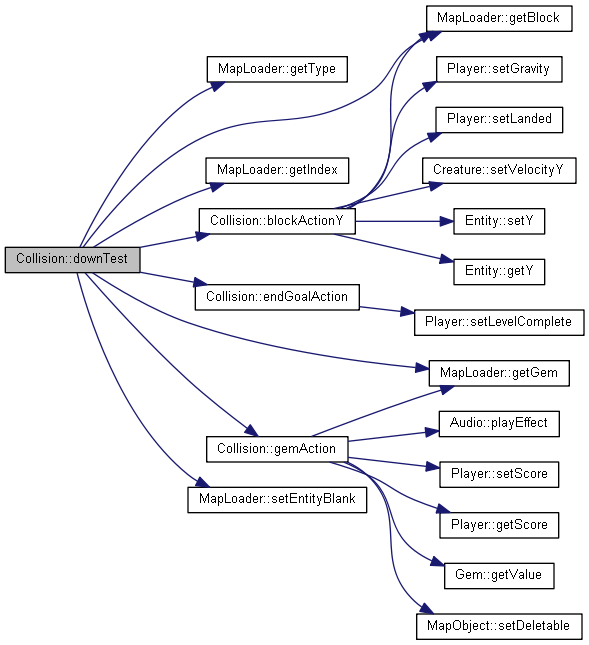 MapLoader::getBlock
MapLoader::getType
Player::setGravity
Player::setLanded
MapLoader::getIndex
Creature::setVelocityY
Collision::blockActionY
Entity::setY
Collision::downTest
Entity::getY
Collision::endGoalAction
Player::setLevelComplete
MapLoader::getGem
Audio::playEffect
Collision::gemAction
Player::setScore
MapLoader::setEntityBlank
Player::getScore
Gem::getValue
MapObject::setDeletable